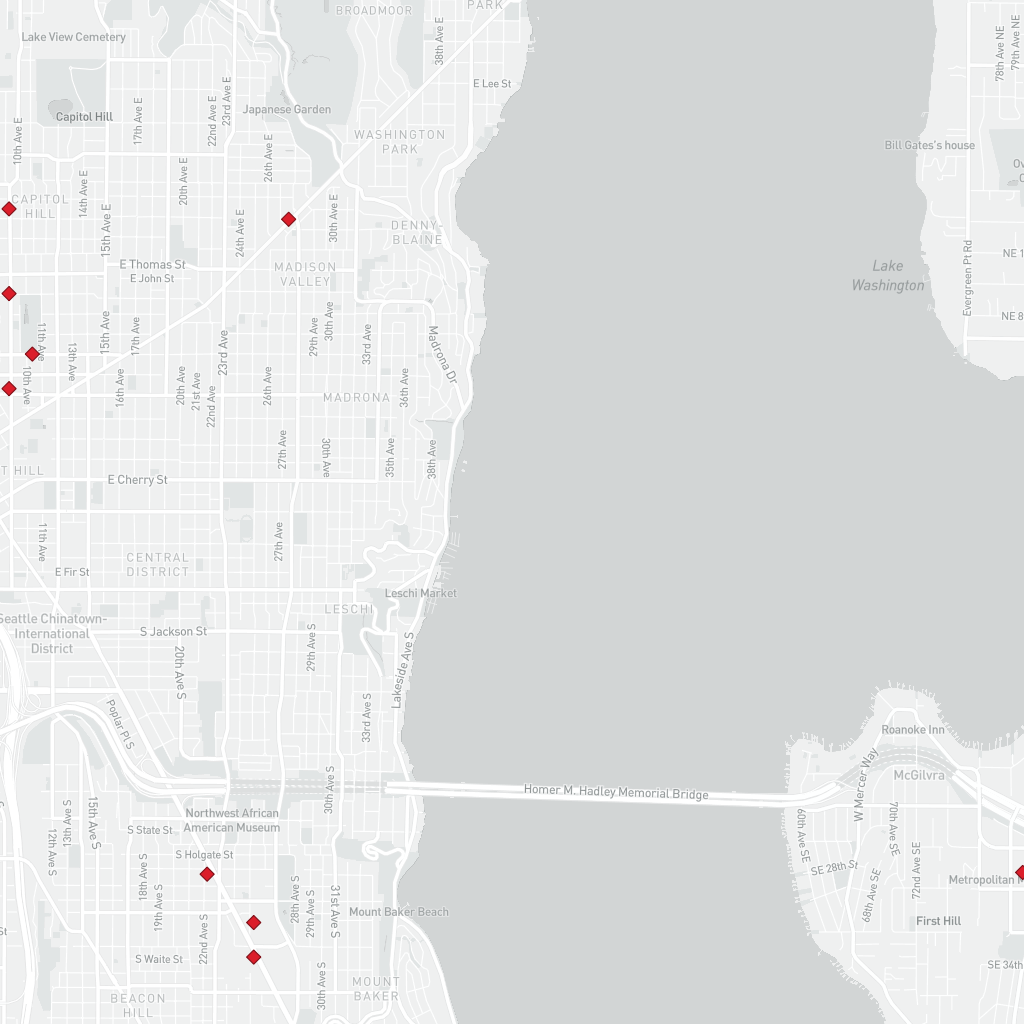 PARK
BROADMOOR
38th Ave E
Lake View Cemetery
78th Ave NE
79th Ave NE
E Lee St
23rd Ave E
Japanese Garden
Capitol Hill
17th Ave E
22nd Ave E
10th Ave E
26th Ave E
WASHINGTON
PARK
Bill Gates's house
20th Ave E
14th Ave E
CAPITOL
HILL
15th Ave E
24th Ave E
30th Ave E
DENNY-
BLAINE
NE 1
E Thomas St
E John St
MADISON
VALLEY
Lake
Washington
Evergreen Pt Rd
NE 8
11th Ave
15th Ave
17th Ave
29th Ave
30th Ave
33rd Ave
Madrona Dr
13th Ave
23rd Ave
10th Ave
16th Ave
20th Ave
21st Ave
22nd Ave
26th Ave
MADRONA
36th Ave
27th Ave
30th Ave
35th Ave
38th Ave
T HILL
E Cherry St
11th Ave
27th Ave
CENTRAL
DISTRICT
E Fir St
Leschi Market
LESCHI
Seattle Chinatown-
International
District
S Jackson St
29th Ave S
20th Ave S
Lakeside Ave S
33rd Ave S
Poplar Pl S
Roanoke Inn
McGilvra
W Mercer Way
Homer M. Hadley Memorial Bridge
30th Ave S
Northwest African
American Museum
15th Ave S
13th Ave S
12th Ave S
S State St
60th Ave SE
70th Ave SE
S Holgate St
SE 28th St
72nd Ave SE
68th Ave SE
Metropolitan
18th Ave S
19th Ave S
28th Ave S
29th Ave S
31st Ave S
Mount Baker Beach
First Hill
22nd Ave S
St
S Waite St
30th Ave S
MOUNT
BAKER
SE 34th
BEACON
HILL